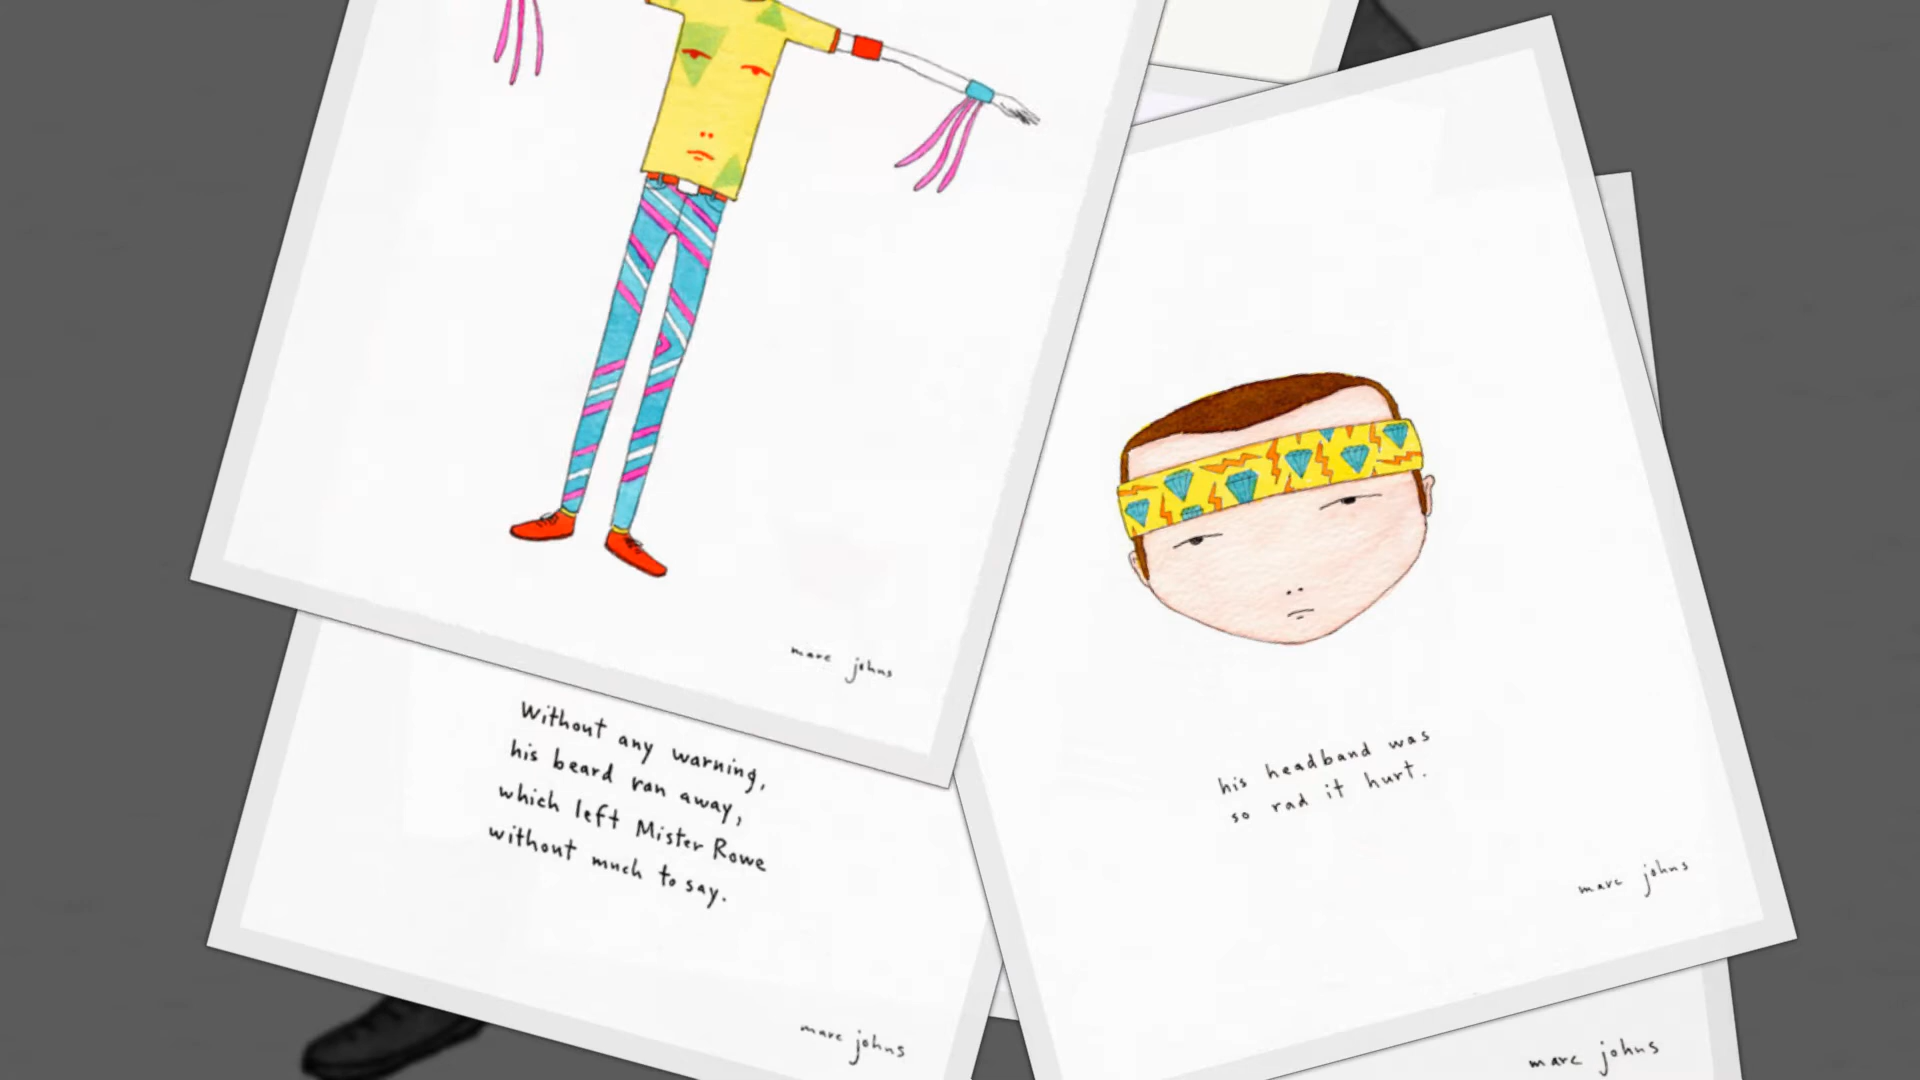 marc johns
Without any warning,
his beard ran away,
which left Mister Rowe
without much to say.
marc johns
his headband was
so rad it hurt.
marc johns
marc johns